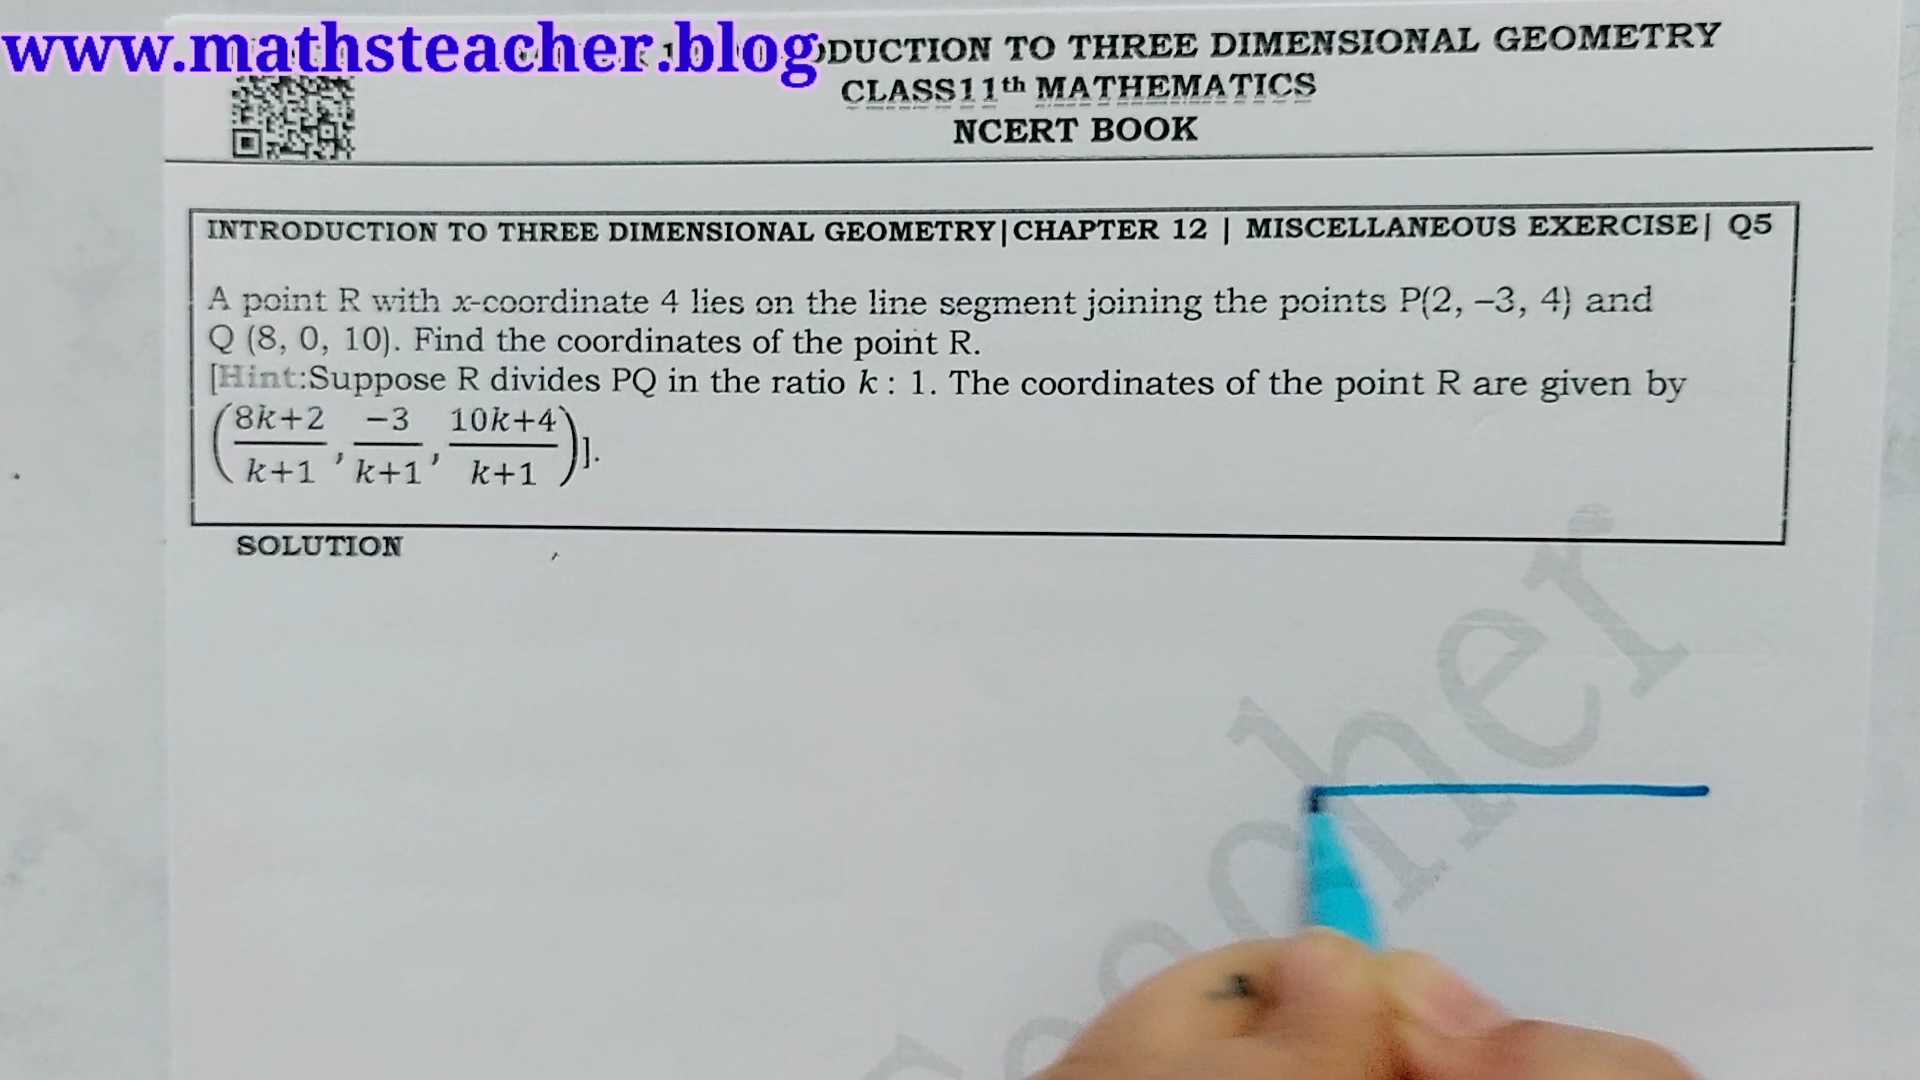 www.mathsteacher.blog
DUCTION TO THREE DIMENSIONAL GEOMETRY
CLASS11th MATHEMATICS
NCERT BOOK
INTRODUCTION TO THREE DIMENSIONAL GEOMETRY|CHAPTER 12 | MISCELLANEOUS EXERCISE| Q5
A point R with x-coordinate 4 lies on the line segment joining the points P(2, –3, 4) and
Q (8, 0, 10). Find the coordinates of the point R.
[Hint:Suppose R divides PQ in the ratio k : 1. The coordinates of the point R are given by
(8k+2/k+1, −3/k+1, 10k+4/k+1)].
SOLUTION